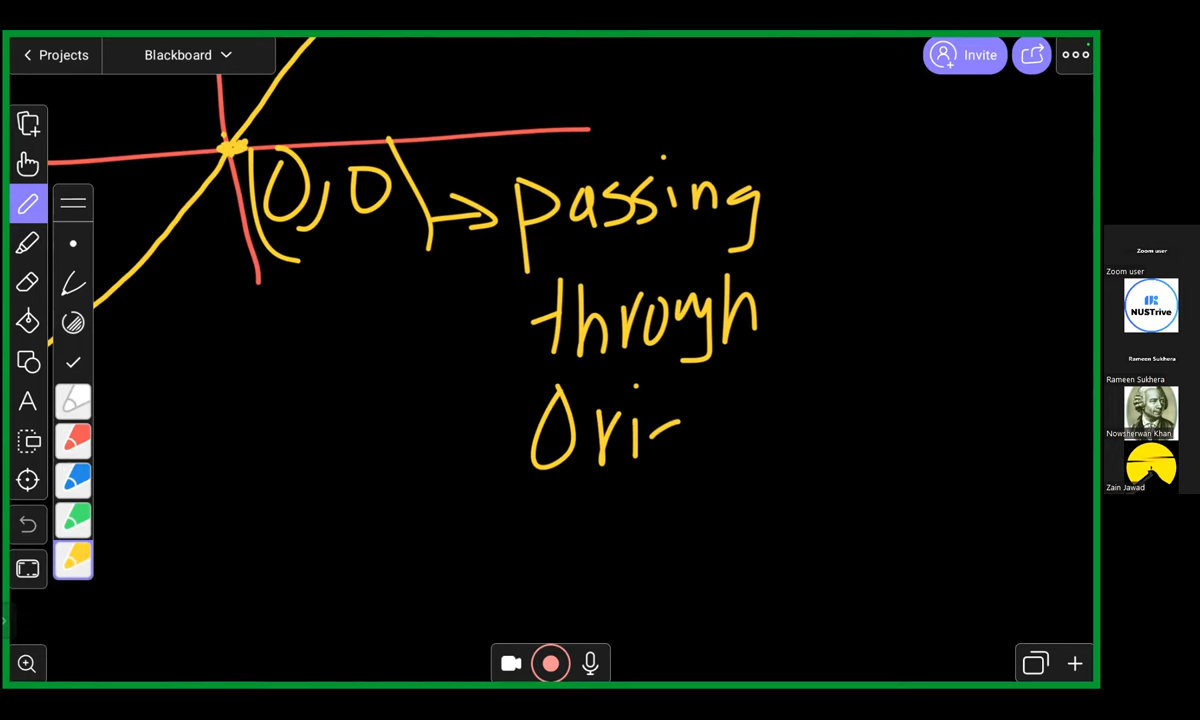 Projects
Blackboard
Invite
(0,0) → passing
through
Ori
Zoom user
Zoom user
NUSTrive
Rameen Sukhera
Rameen Sukhera
Nowsherwan Khan
Zain Jawad
A